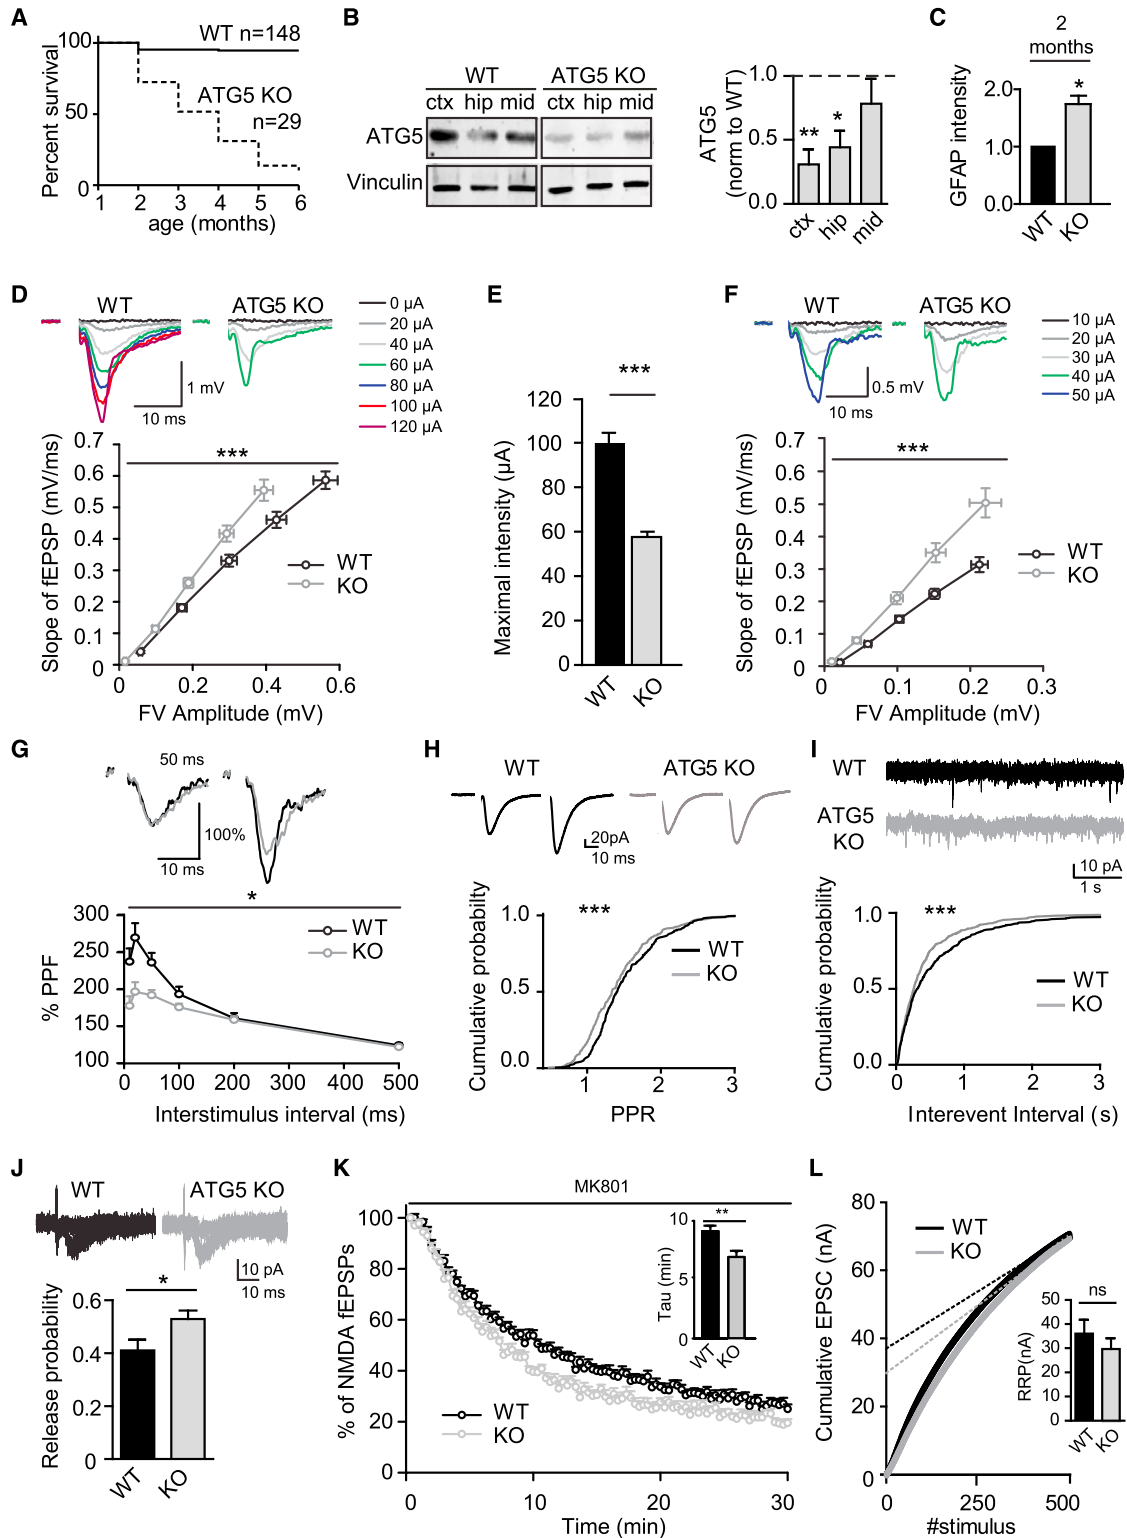 A
WT n=148
ATG5 KO
n=29
Percent survival
100
50
0
1 2 3 4 5 6
age (months)
B
WT ATG5 KO
ctx hip mid ctx hip mid
ATG5
Vinculin
ATG5
(norm to WT)
1.0
0.5
0.0
** *
ctx hip mid
C
2
months
GFAP intensity
2.0
1.0
0.0
*
WT KO
D
WT ATG5 KO
0 µA
20 µA
40 µA
60 µA
80 µA
100 µA
120 µA
1 mV
10 ms
Slope of fEPSP (mV/ms)
0.7
0.6
0.5
0.4
0.3
0.2
0.1
0
***
WT
KO
0 0.2 0.4 0.6
FV Amplitude (mV)
E
***
Maximal intensity (µA)
120
100
80
60
40
20
0
WT KO
F
WT ATG5 KO
10 µA
20 µA
30 µA
40 µA
50 µA
0.5 mV
10 ms
Slope of fEPSP (mV/ms)
0.7
0.6
0.5
0.4
0.3
0.2
0.1
0
***
WT
KO
0 0.1 0.2 0.3
FV Amplitude (mV)
G
50 ms
100%
10 ms
*
% PPF
300
250
200
150
100
WT
KO
0 100 200 300 400 500
Interstimulus interval (ms)
H
WT ATG5 KO
20pA
10 ms
Cumulative probability
1.0
0.5
0.0
***
WT
KO
1 2 3
PPR
I
WT
ATG5
KO
10 pA
1 s
Cumulative probability
1.0
0.5
0.0
***
WT
KO
0 1 2 3
Interevent Interval (s)
J
WT ATG5 KO
10 pA
10 ms
Release probability
0.6
0.4
0.2
0
*
WT KO
K
MK801
% of NMDA fEPSPs
100
80
60
40
20
0
WT
KO
0 10 20 30
Time (min)
Tau (min)
10
5
0
**
WT KO
L
Cumulative EPSC (nA)
80
60
40
20
0
WT
KO
0 250 500
#stimulus
RRP(nA)
50
40
30
20
10
0
ns
WT KO